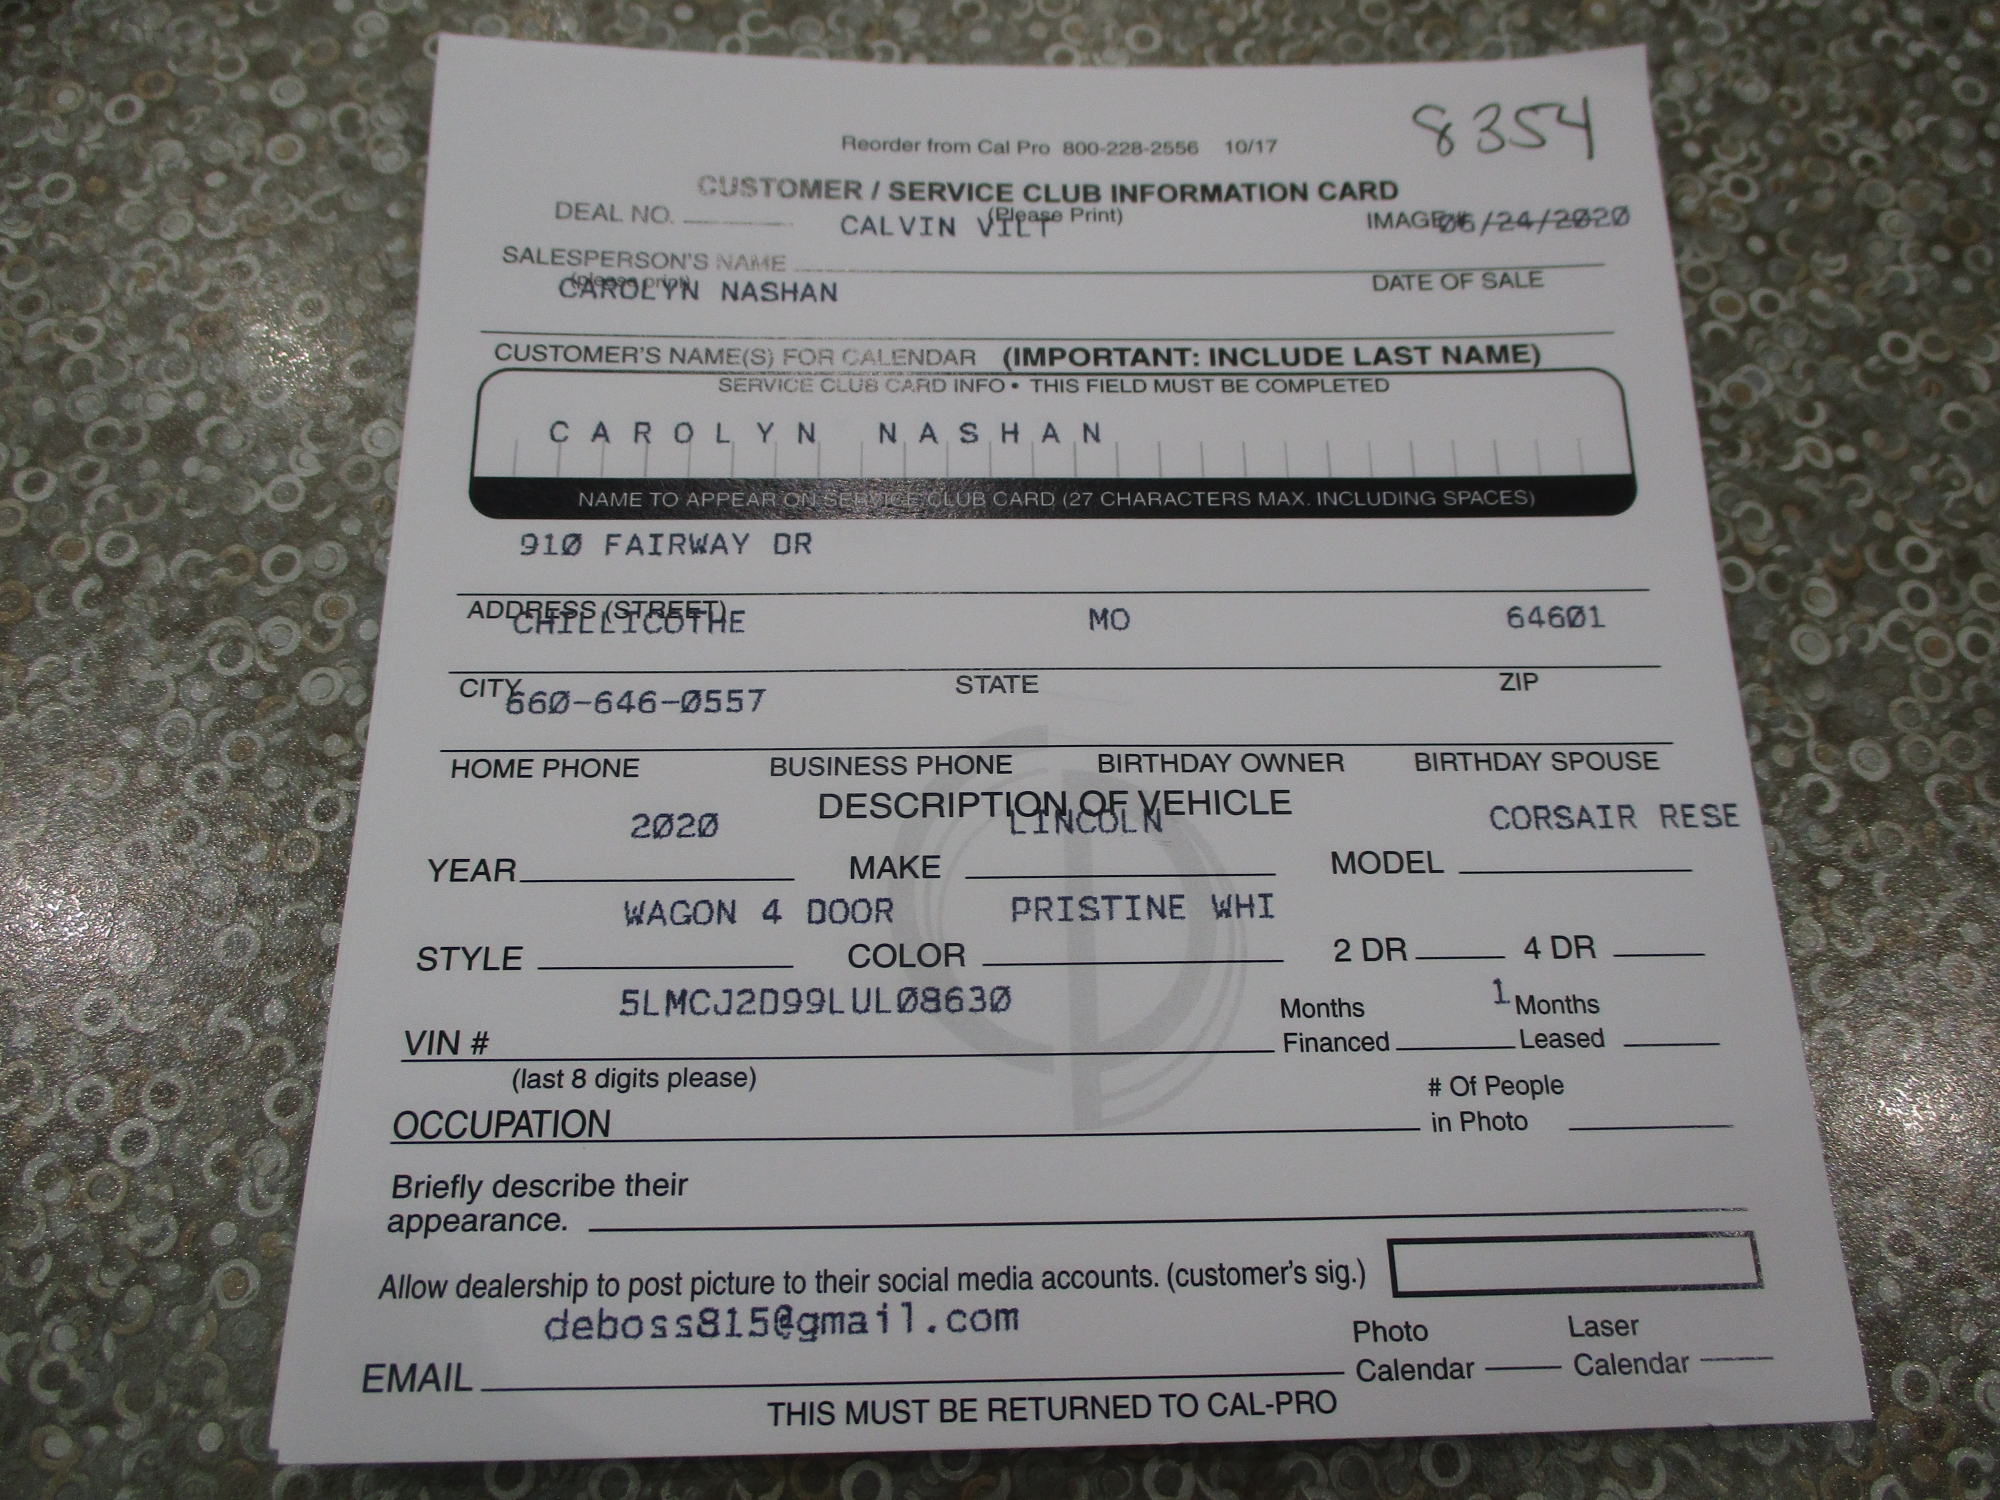 8354
Reorder from Cal Pro 800-228-2556 10/17
CUSTOMER / SERVICE CLUB INFORMATION CARD
(Please Print)
DEAL NO. CALVIN VILT IMAGE# 06/24/2020
SALESPERSON'S NAME
(please print) DATE OF SALE
CAROLYN NASHAN
CUSTOMER'S NAME(S) FOR CALENDAR (IMPORTANT: INCLUDE LAST NAME)
SERVICE CLUB CARD INFO • THIS FIELD MUST BE COMPLETED
CAROLYN NASHAN
NAME TO APPEAR ON SERVICE CLUB CARD (27 CHARACTERS MAX. INCLUDING SPACES)
910 FAIRWAY DR
ADDRESS (STREET)
CHILLICOTHE MO 64601
CITY STATE ZIP
660-646-0557
HOME PHONE BUSINESS PHONE BIRTHDAY OWNER BIRTHDAY SPOUSE
DESCRIPTION OF VEHICLE
2020 LINCOLN CORSAIR RESE
YEAR MAKE MODEL
WAGON 4 DOOR PRISTINE WHI
STYLE COLOR 2 DR 4 DR
5LMCJ2D99LUL08630 Months 1 Months
VIN # Financed Leased
(last 8 digits please) # Of People
OCCUPATION in Photo
Briefly describe their
appearance.
Allow dealership to post picture to their social media accounts. (customer's sig.)
deboss815@gmail.com Photo Laser
EMAIL Calendar Calendar
THIS MUST BE RETURNED TO CAL-PRO